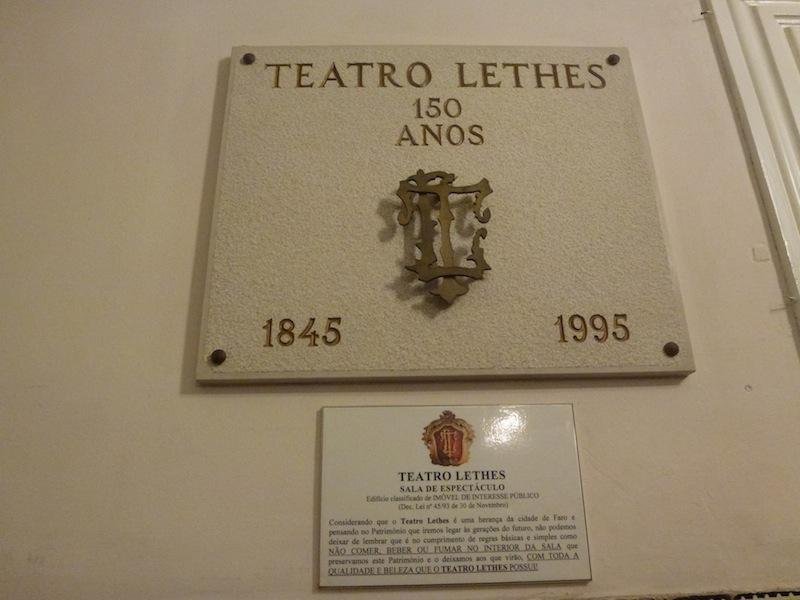 TEATRO LETHES
150
ANOS
1845
1995
TEATRO LETHES
SALA DE ESPECTÁCULO
Edifício classificado de IMÓVEL DE INTERESSE PÚBLICO
(Dec. Lei nº 45/93 de 30 de Novembro)
Considerando que o Teatro Lethes é uma herança da cidade de Faro e
pensando no Património que iremos legar às gerações do futuro, não podemos
deixar de lembrar que é no cumprimento de regras básicas e simples como
NÃO COMER, BEBER OU FUMAR NO INTERIOR DA SALA que
preservamos este Património e o deixamos aos que virão, COM TODA A
QUALIDADE E BELEZA QUE O TEATRO LETHES POSSUI!